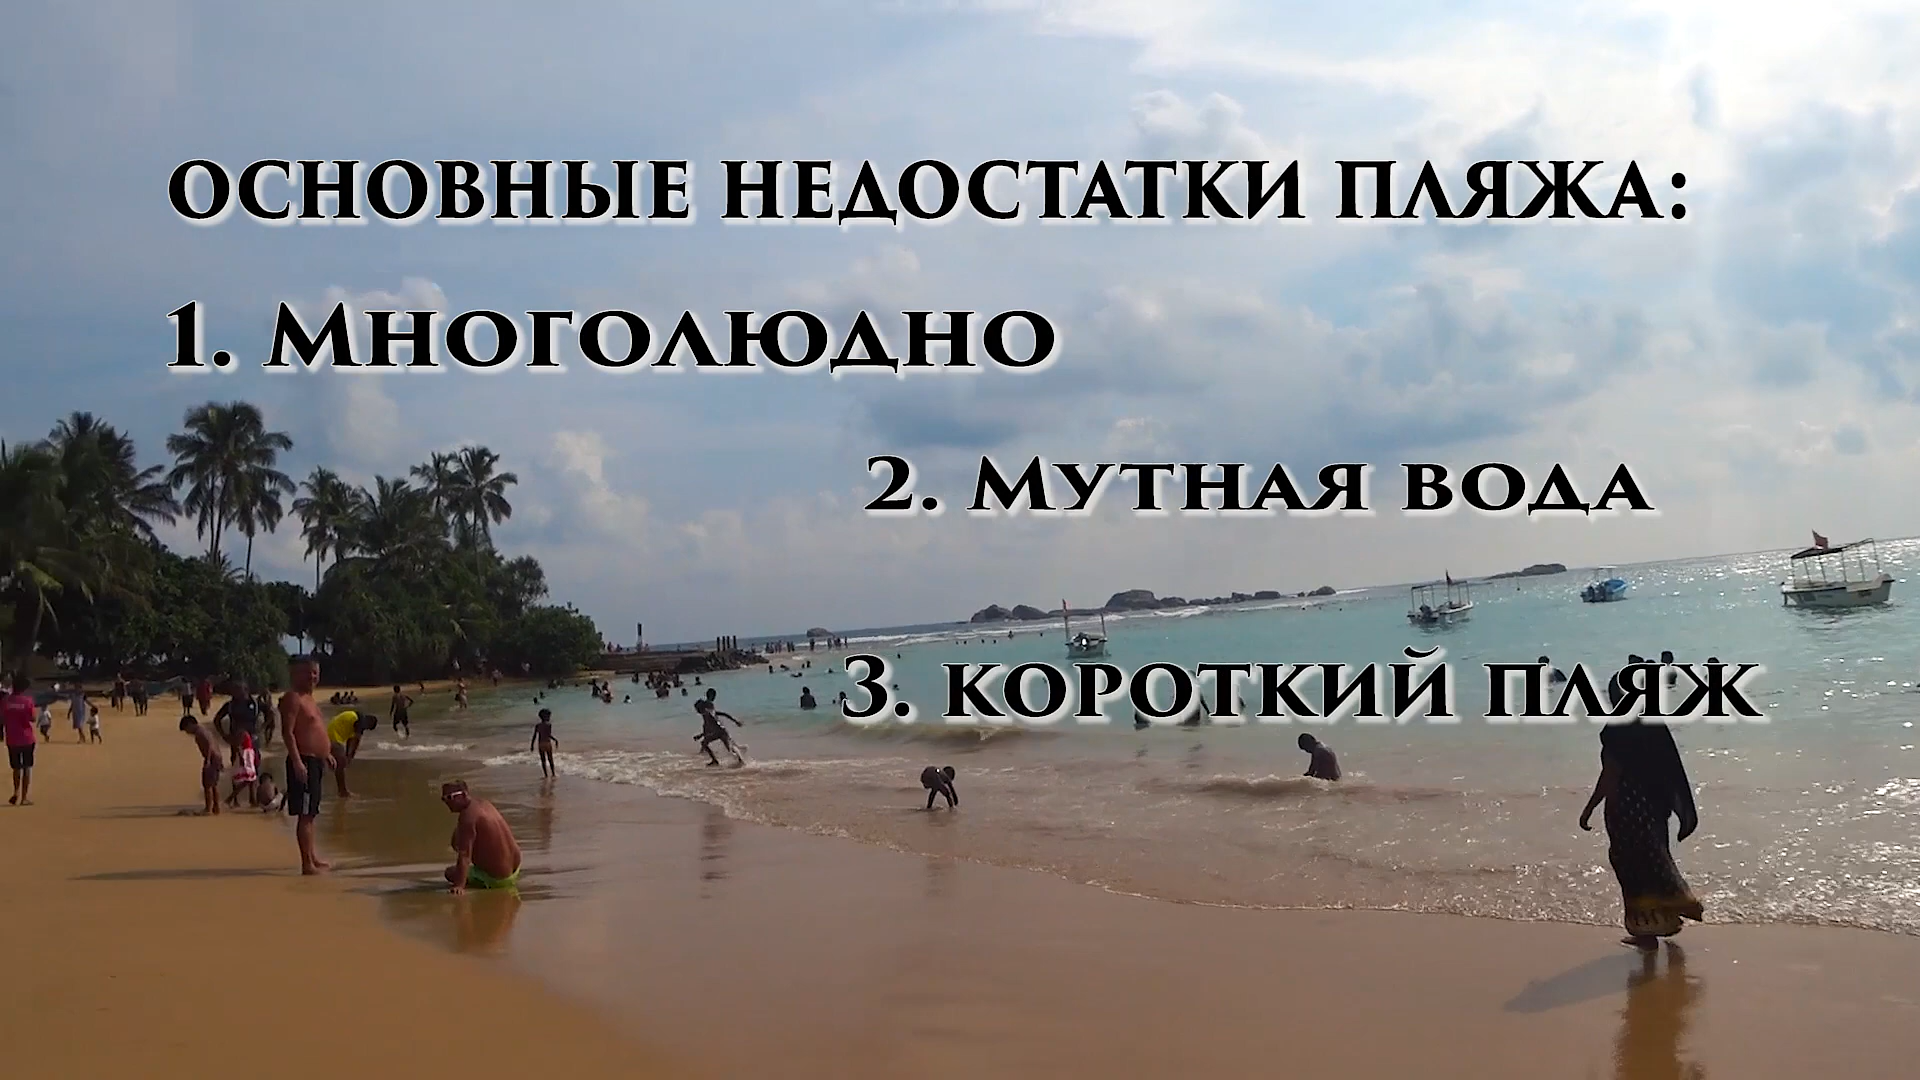 ОСНОВНЫЕ НЕДОСТАТКИ ПЛЯЖА:
1. Многолюдно
2. Мутная вода
3. короткий пляж